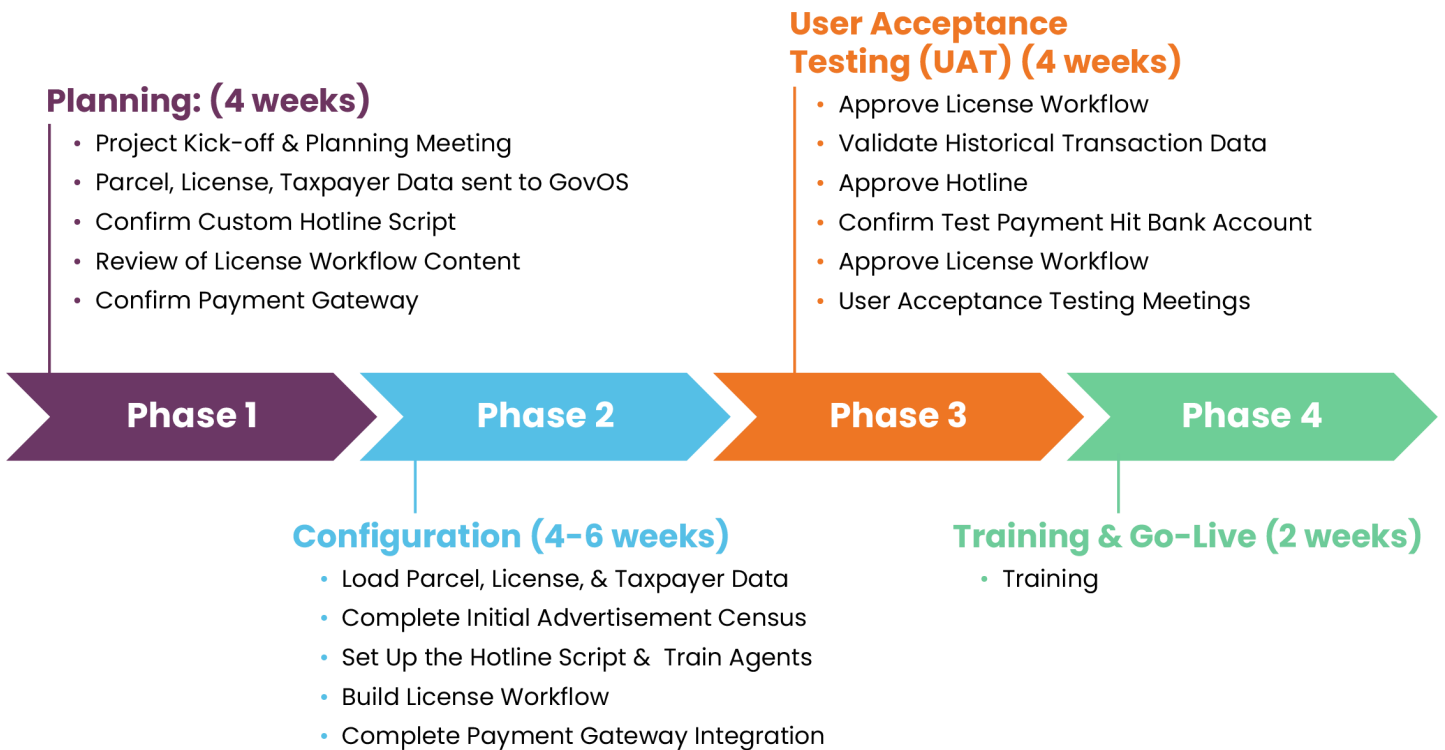 Planning: (4 weeks)
• Project Kick-off & Planning Meeting
• Parcel, License, Taxpayer Data sent to GovOS
• Confirm Custom Hotline Script
• Review of License Workflow Content
• Confirm Payment Gateway
User Acceptance
Testing (UAT) (4 weeks)
• Approve License Workflow
• Validate Historical Transaction Data
• Approve Hotline
• Confirm Test Payment Hit Bank Account
• Approve License Workflow
• User Acceptance Testing Meetings
Phase 1
Phase 2
Phase 3
Phase 4
Configuration (4-6 weeks)
• Load Parcel, License, & Taxpayer Data
• Complete Initial Advertisement Census
• Set Up the Hotline Script &  Train Agents
• Build License Workflow
• Complete Payment Gateway Integration
Training & Go-Live (2 weeks)
• Training